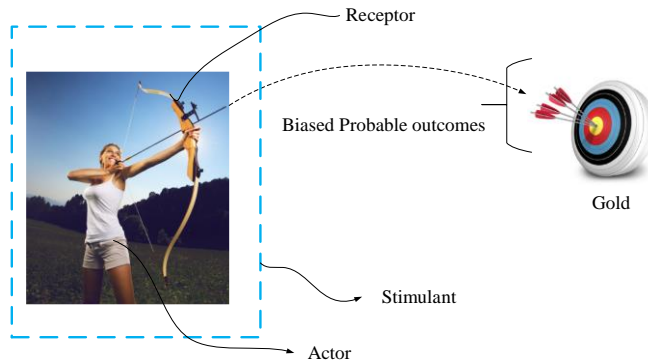 Receptor
Biased Probable outcomes
Gold
Stimulant
Actor